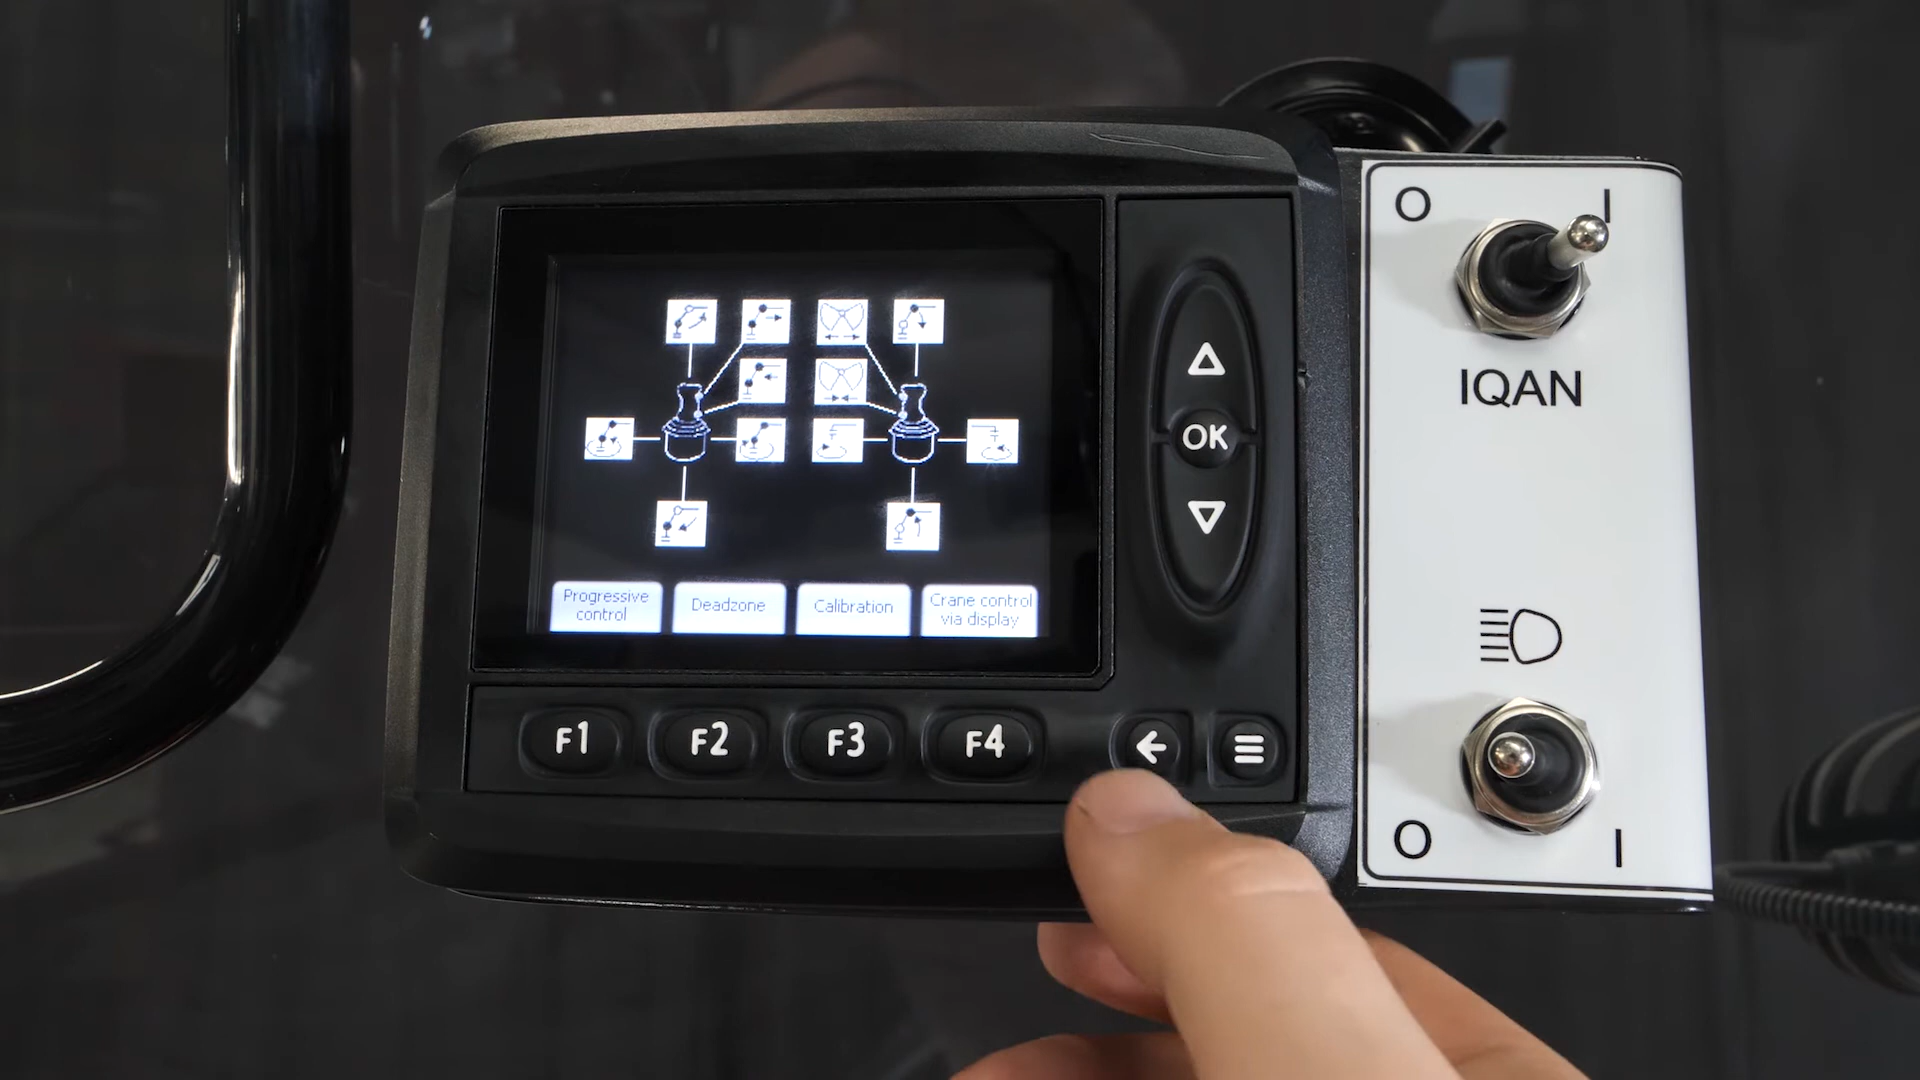 Progressive
control
Deadzone
Calibration
Crane control
via display
OK
F1
F2
F3
F4
O I
IQAN
O I